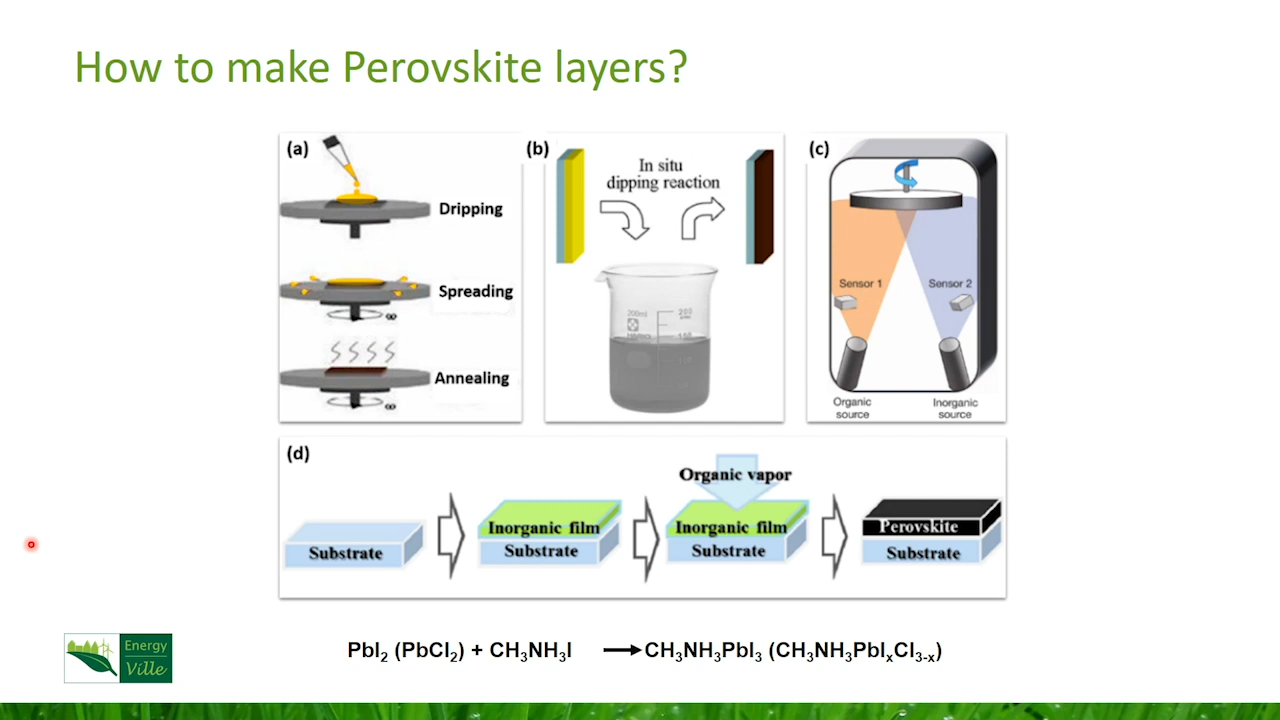 How to make Perovskite layers?
(a)
Dripping
Spreading
Annealing
(b)
In situ
dipping reaction
200ml
200
(c)
Sensor 1
Sensor 2
Organic
source
Inorganic
source
(d)
Substrate
Inorganic film
Substrate
Organic vapor
Inorganic film
Substrate
Perovskite
Substrate
PbI₂ (PbCl₂) + CH₃NH₃I ⟶ CH₃NH₃PbI₃ (CH₃NH₃PbIₓCl₃₋ₓ)
Energy
Ville